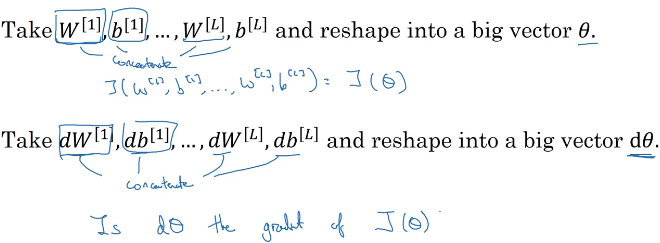 Take W^[1], b^[1], …, W^[L], b^[L] and reshape into a big vector θ.
concatenate
J(W^[1], b^[1], …, W^[L], b^[L]) = J(θ)
Take dW^[1], db^[1], …, dW^[L], db^[L] and reshape into a big vector dθ.
concatenate
Is dθ the gradut of J(θ)